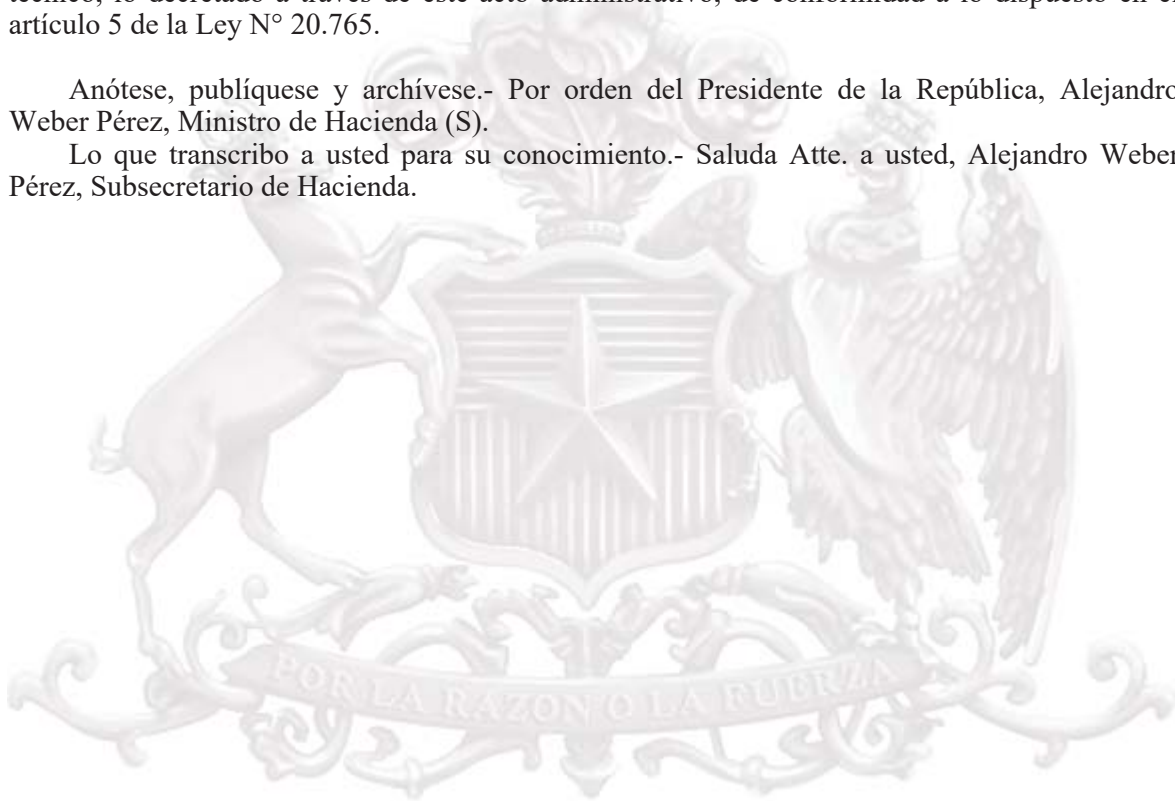 técnico, lo decretado a través de este acto administrativo, de conformidad a lo dispuesto en el
artículo 5 de la Ley N° 20.765.
Anótese, publíquese y archívese.- Por orden del Presidente de la República, Alejandro
Weber Pérez, Ministro de Hacienda (S).
Lo que transcribo a usted para su conocimiento.- Saluda Atte. a usted, Alejandro Weber
Pérez, Subsecretario de Hacienda.
POR LA RAZON O LA FUERZA